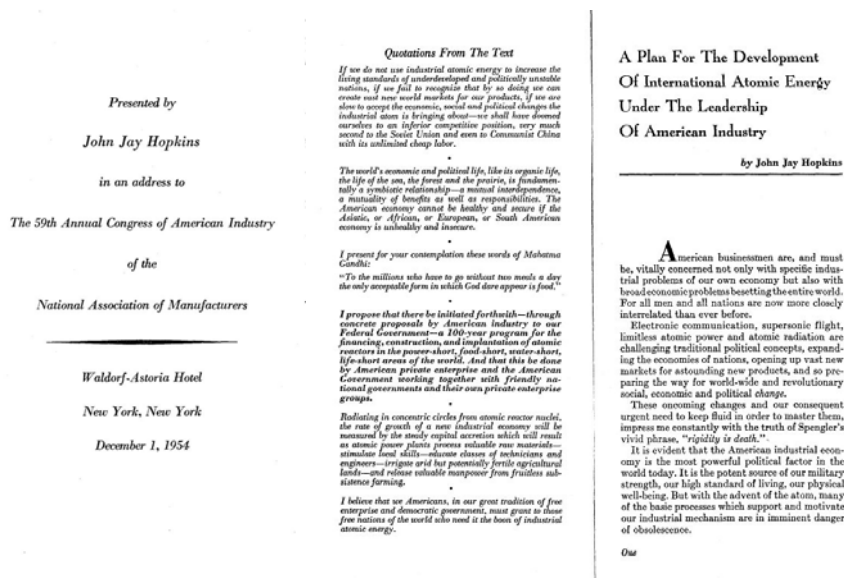 Presented by
John Jay Hopkins
in an address to
The 59th Annual Congress of American Industry
of the
National Association of Manufacturers
Waldorf-Astoria Hotel
New York, New York
December 1, 1954
Quotations From The Text
If we do not use industrial atomic energy to increase the
living standards of underdeveloped and politically unstable
nations, if we fail to recognize that by so doing we can
create vast new world markets for our products, if we are
slow to accept the economic, social and political changes the
industrial atom is bringing about—we shall have doomed
ourselves to an inferior competitive position, very much
second to the Soviet Union and even to Communist China
with its unlimited cheap labor.
•
The world's economic and political life, like its organic life,
the life of the sea, the forest and the prairie, is fundamen-
tally a symbiotic relationship—a mutual interdependence,
a mutuality of benefits as well as responsibilities. The
American economy cannot be healthy and secure if the
Asiatic, or African, or European, or South American
economy is unhealthy and insecure.
•
I present for your contemplation these words of Mahatma
Gandhi:
"To the millions who have to go without two meals a day
the only acceptable form in which God dare appear is food."
•
I propose that there be initiated forthwith—through
concrete proposals by American industry to our
Federal Government—a 100-year program for the
financing, construction, and implantation of atomic
reactors in the power-short, food-short, water-short,
life-short areas of the world. And that this be done
by American private enterprise and the American
Government working together with friendly na-
tional governments and their own private enterprise
groups.
•
Radiating in concentric circles from atomic reactor nuclei,
the rate of growth of a new industrial economy will be
measured by the steady capital accretion which will result
as atomic power plants process valuable raw materials—
stimulate local skills—educate classes of technicians and
engineers—irrigate arid but potentially fertile agricultural
lands—and release valuable manpower from fruitless sub-
sistence farming.
•
I believe that we Americans, in our great tradition of free
enterprise and democratic government, must grant to those
free nations of the world who need it the boon of industrial
atomic energy.
A Plan For The Development
Of International Atomic Energy
Under The Leadership
Of American Industry
by John Jay Hopkins
American businessmen are, and must
be, vitally concerned not only with specific indus-
trial problems of our own economy but also with
broad economic problems besetting the entire world.
For all men and all nations are now more closely
interrelated than ever before.
Electronic communication, supersonic flight,
limitless atomic power and atomic radiation are
challenging traditional political concepts, expand-
ing the economies of nations, opening up vast new
markets for astounding new products, and so pre-
paring the way for world-wide and revolutionary
social, economic and political change.
These oncoming changes and our consequent
urgent need to keep fluid in order to master them,
impress me constantly with the truth of Spengler's
vivid phrase, "rigidity is death."
It is evident that the American industrial econ-
omy is the most powerful political factor in the
world today. It is the potent source of our military
strength, our high standard of living, our physical
well-being. But with the advent of the atom, many
of the basic processes which support and motivate
our industrial mechanism are in imminent danger
of obsolescence.
One